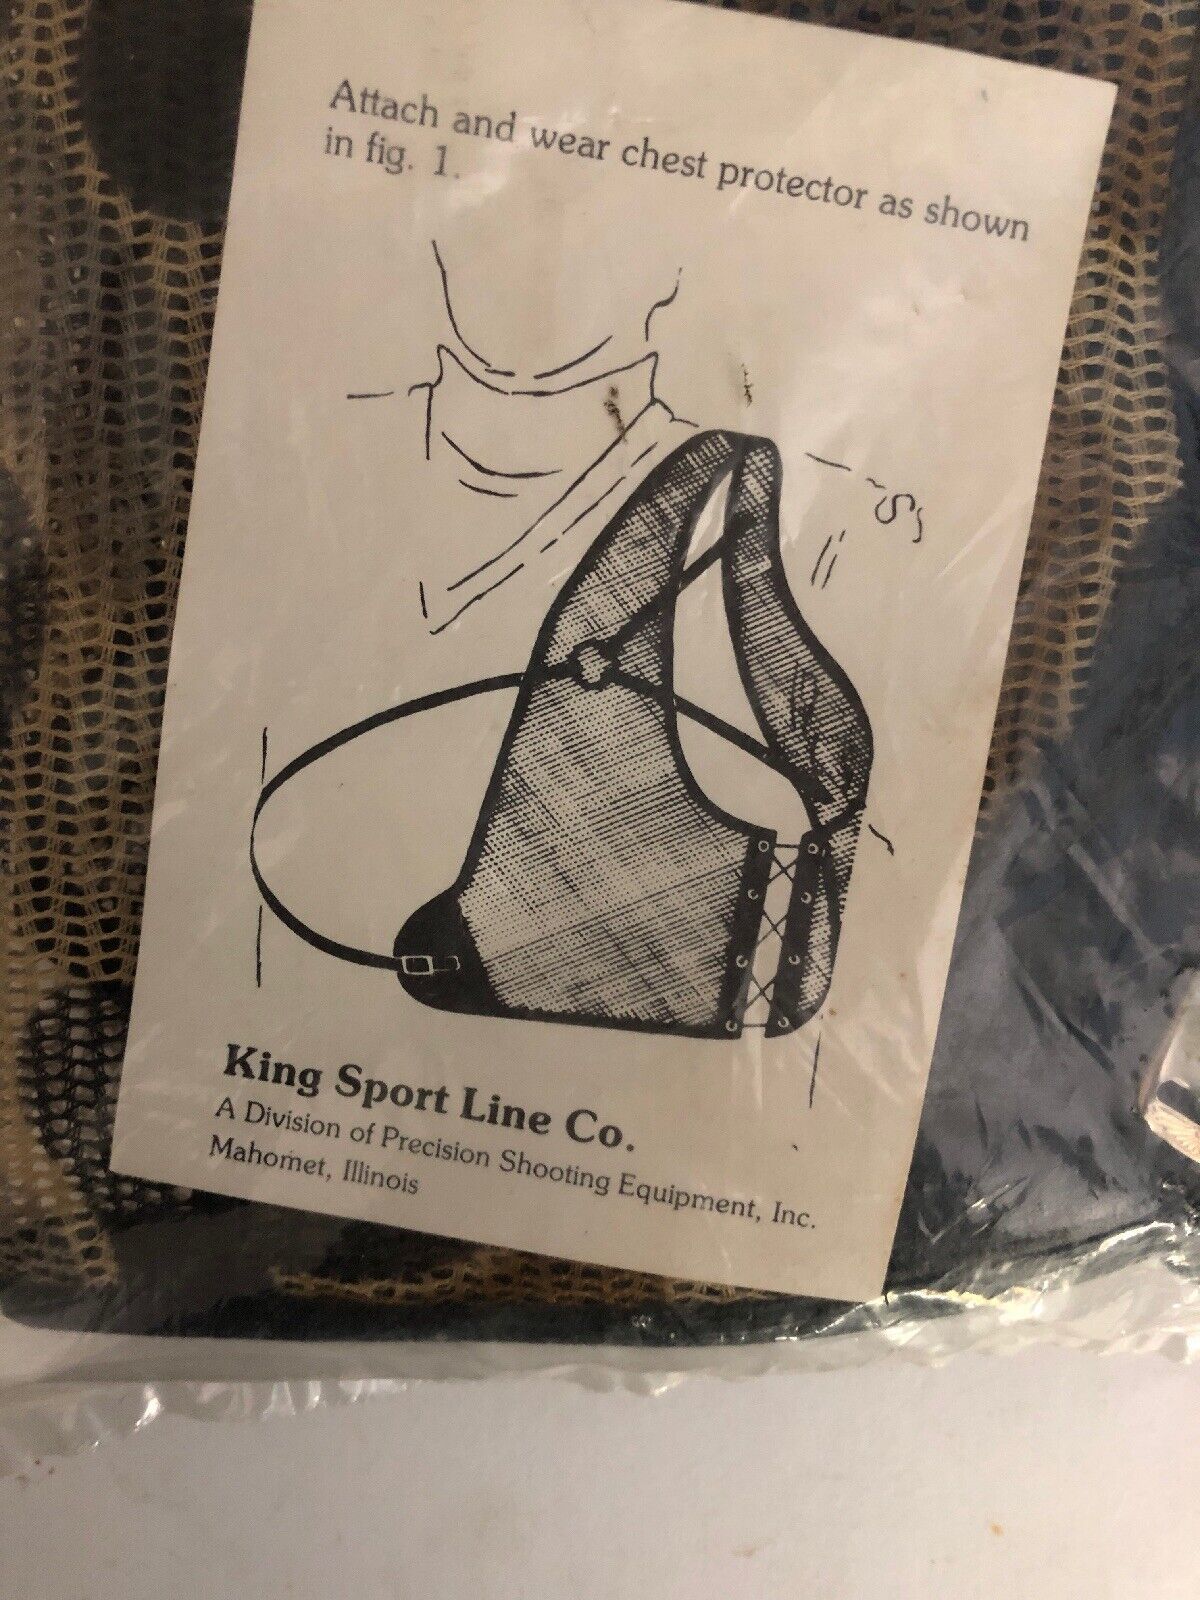 Attach and wear chest protector as shown
in fig. 1.
King Sport Line Co.
A Division of Precision Shooting Equipment, Inc.
Mahomet, Illinois